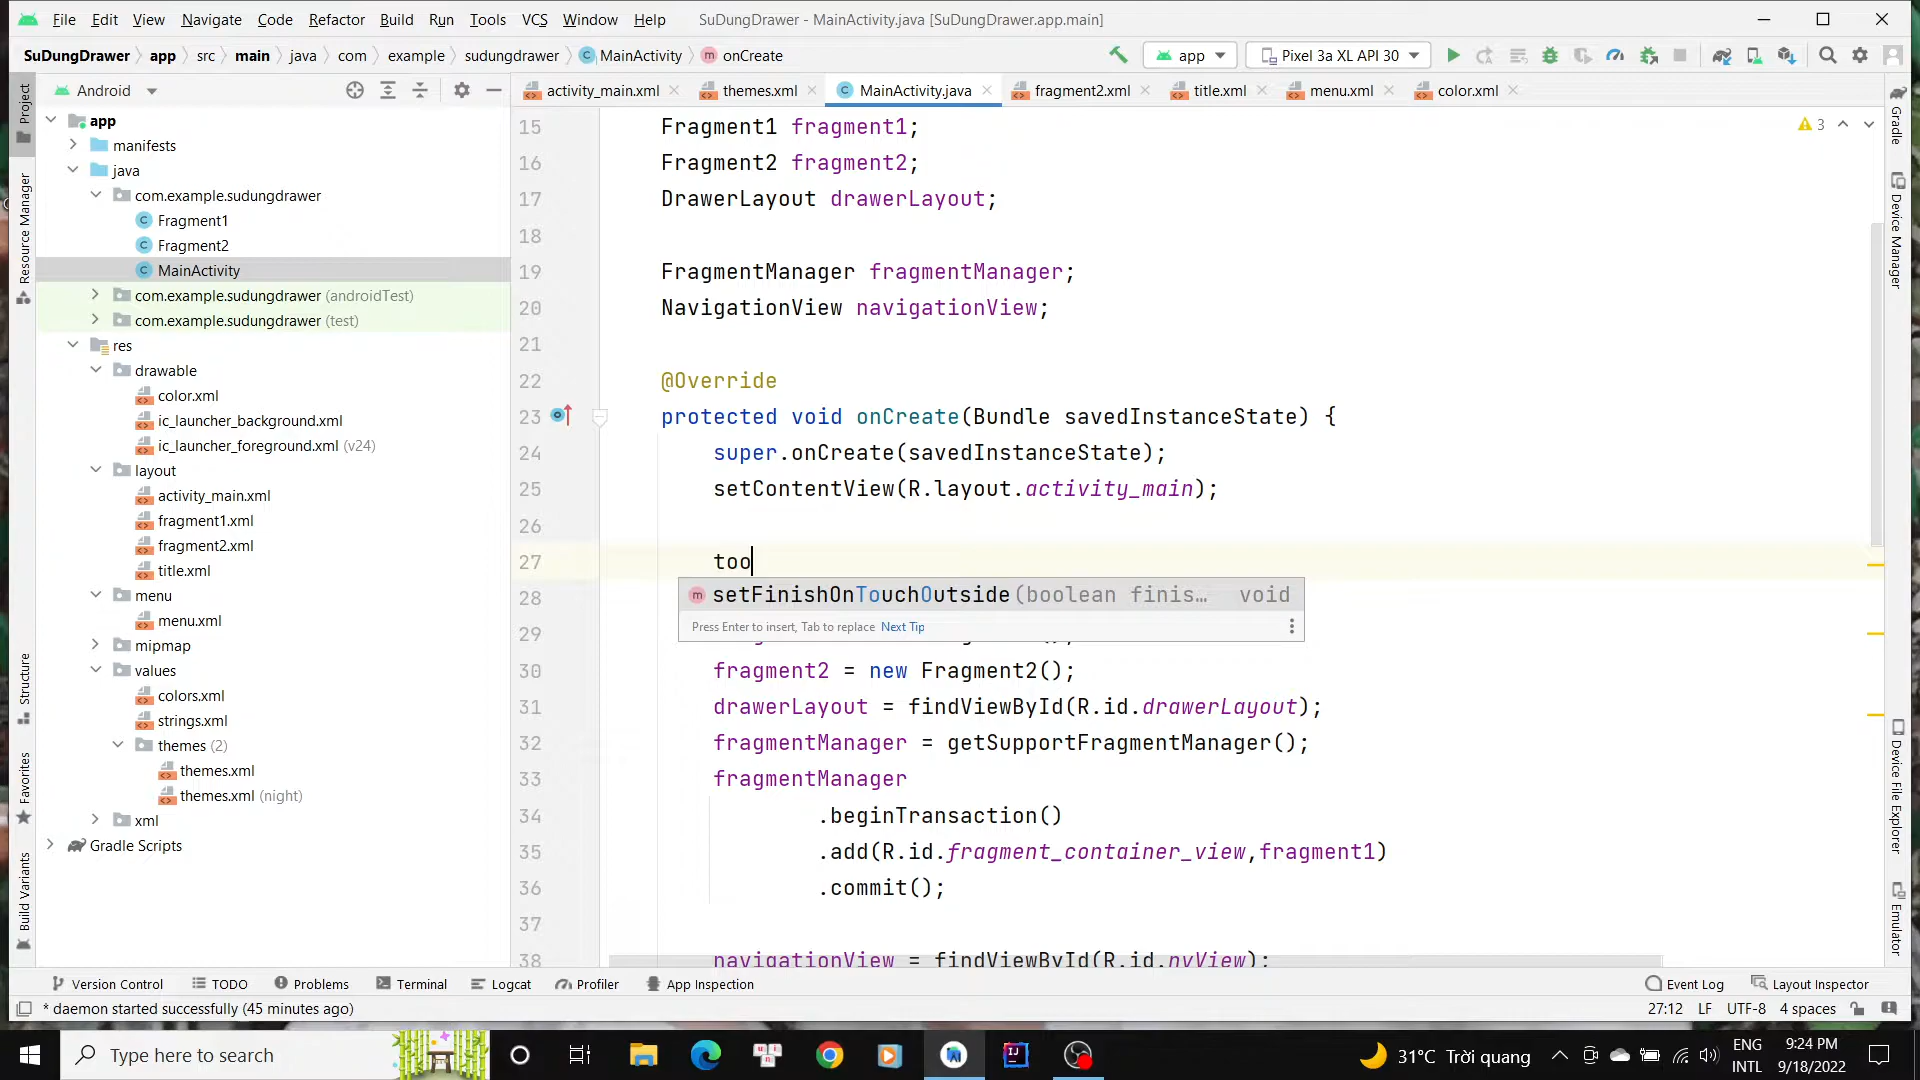 File Edit View Navigate Code Refactor Build Run Tools VCS Window Help SuDungDrawer - MainActivity.java [SuDungDrawer.app.main]
SuDungDrawer app src main java com example sudungdrawer MainActivity onCreate app Pixel 3a XL API 30
Android activity_main.xml themes.xml MainActivity.java fragment2.xml title.xml menu.xml color.xml
Project
Resource Manager
Structure
Favorites
Build Variants
app
manifests
java
com.example.sudungdrawer
Fragment1
Fragment2
MainActivity
com.example.sudungdrawer (androidTest)
com.example.sudungdrawer (test)
res
drawable
color.xml
ic_launcher_background.xml
ic_launcher_foreground.xml (v24)
layout
activity_main.xml
fragment1.xml
fragment2.xml
title.xml
menu
menu.xml
mipmap
values
colors.xml
strings.xml
themes (2)
themes.xml
themes.xml (night)
xml
Gradle Scripts
15 Fragment1 fragment1;
16 Fragment2 fragment2;
17 DrawerLayout drawerLayout;
18
19 FragmentManager fragmentManager;
20 NavigationView navigationView;
21
22 @Override
23 protected void onCreate(Bundle savedInstanceState) {
24 super.onCreate(savedInstanceState);
25 setContentView(R.layout.activity_main);
26
27 too
28 setFinishOnTouchOutside(boolean finis... void
29 Press Enter to insert, Tab to replace Next Tip
30 fragment2 = new Fragment2();
31 drawerLayout = findViewById(R.id.drawerLayout);
32 fragmentManager = getSupportFragmentManager();
33 fragmentManager
34 .beginTransaction()
35 .add(R.id.fragment_container_view,fragment1)
36 .commit();
37
38 navigationView = findViewById(R.id.nvView);
3
Gradle
Device Manager
Device File Explorer
Emulator
Version Control TODO Problems Terminal Logcat Profiler App Inspection Event Log Layout Inspector
* daemon started successfully (45 minutes ago) 27:12 LF UTF-8 4 spaces
Type here to search 31°C Trời quang ENG 9:24 PM
INTL 9/18/2022